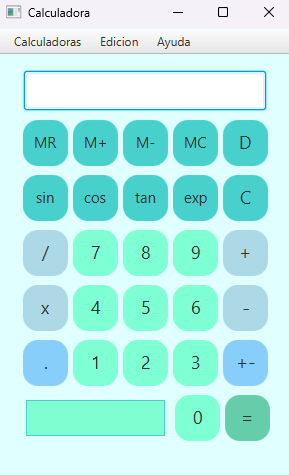 Calculadora
Calculadoras Edicion Ayuda
MR M+ M- MC D
sin cos tan exp C
/ 7 8 9 +
x 4 5 6 -
. 1 2 3 +-
0 =